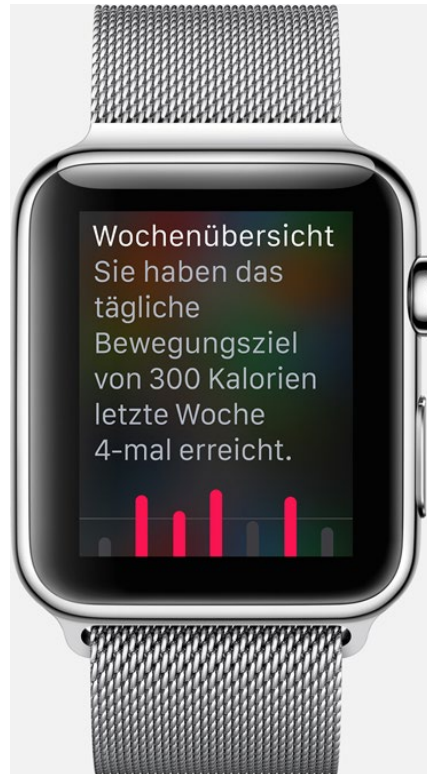 Wochenübersicht
Sie haben das
tägliche
Bewegungsziel
von 300 Kalorien
letzte Woche
4-mal erreicht.